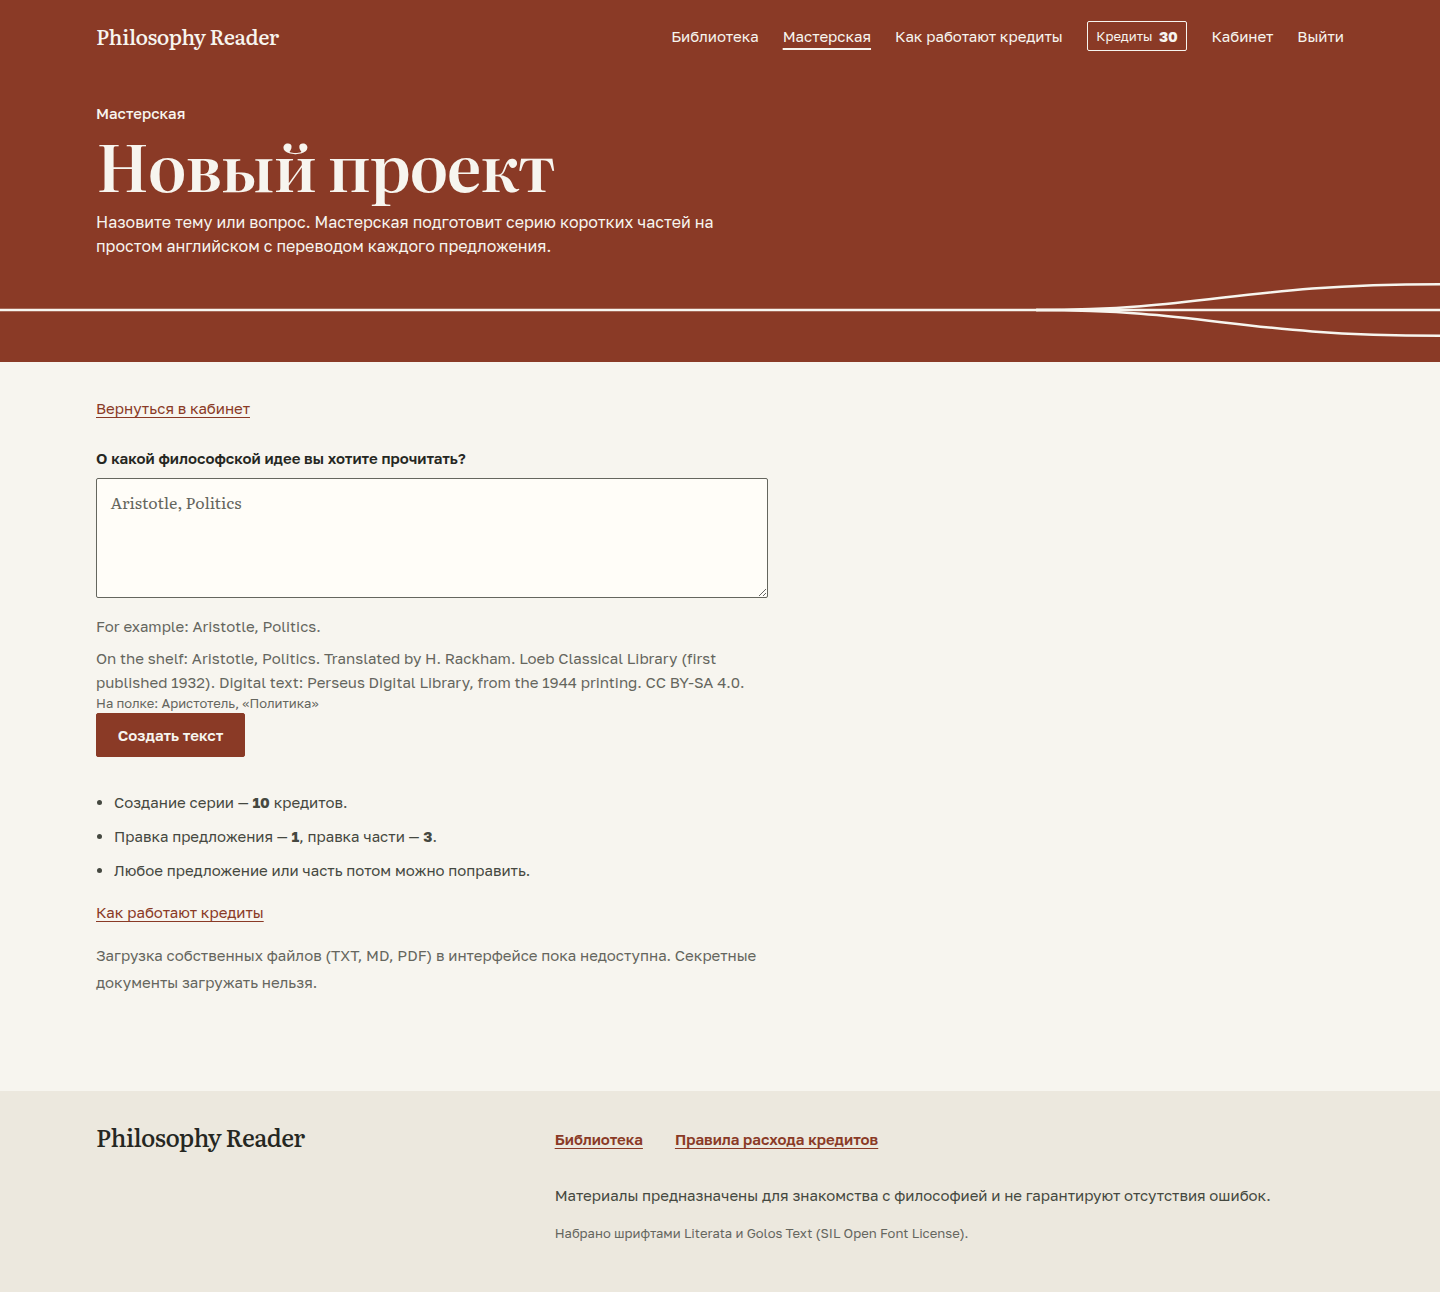 Philosophy Reader
Библиотека
Мастерская
Как работают кредиты
Кредиты 30
Кабинет
Выйти
Мастерская
Новый проект
Назовите тему или вопрос. Мастерская подготовит серию коротких частей на
простом английском с переводом каждого предложения.
Вернуться в кабинет
О какой философской идее вы хотите прочитать?
Aristotle, Politics
For example: Aristotle, Politics.
On the shelf: Aristotle, Politics. Translated by H. Rackham. Loeb Classical Library (first
published 1932). Digital text: Perseus Digital Library, from the 1944 printing. CC BY-SA 4.0.
На полке: Аристотель, «Политика»
Создать текст
• Создание серии — 10 кредитов.
• Правка предложения — 1, правка части — 3.
• Любое предложение или часть потом можно поправить.
Как работают кредиты
Загрузка собственных файлов (TXT, MD, PDF) в интерфейсе пока недоступна. Секретные
документы загружать нельзя.
Philosophy Reader
Библиотека
Правила расхода кредитов
Материалы предназначены для знакомства с философией и не гарантируют отсутствия ошибок.
Набрано шрифтами Literata и Golos Text (SIL Open Font License).